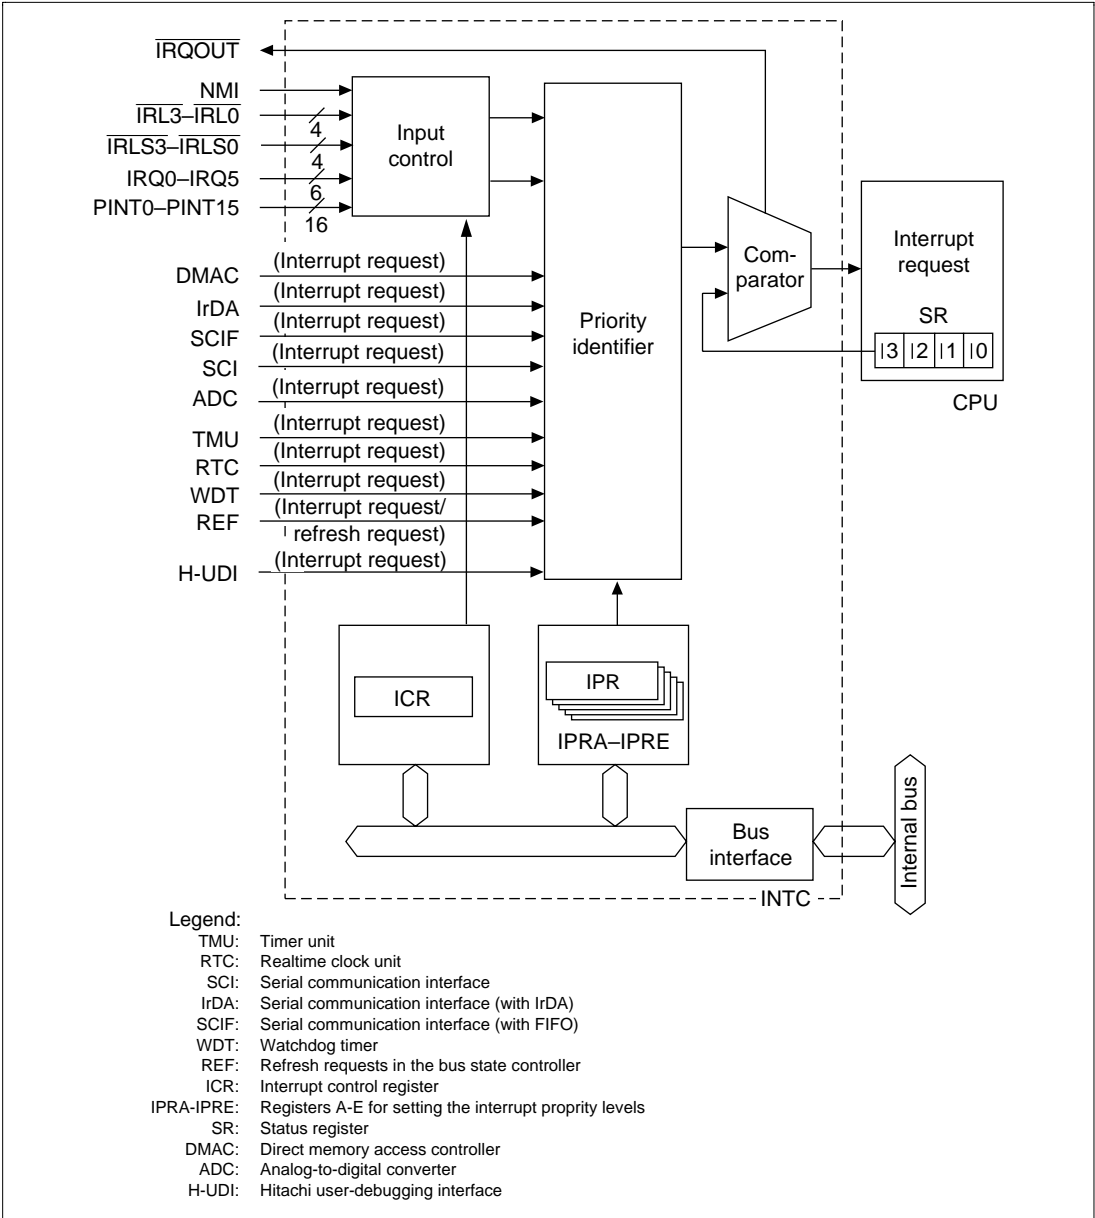 IRQOUT
NMI
IRL3–IRL0
4
IRLS3–IRLS0
4
IRQ0–IRQ5
6
PINT0–PINT15
16
Input
control
DMAC
(Interrupt request)
IrDA
(Interrupt request)
SCIF
(Interrupt request)
SCI
(Interrupt request)
ADC
(Interrupt request)
TMU
(Interrupt request)
RTC
(Interrupt request)
WDT
(Interrupt request)
REF
(Interrupt request/
refresh request)
H-UDI
(Interrupt request)
Priority
identifier
Com-
parator
Interrupt
request
SR
I3 I2 I1 I0
CPU
ICR
IPR
IPRA–IPRE
Bus
interface
Internal bus
INTC
Legend:
TMU: Timer unit
RTC: Realtime clock unit
SCI: Serial communication interface
IrDA: Serial communication interface (with IrDA)
SCIF: Serial communication interface (with FIFO)
WDT: Watchdog timer
REF: Refresh requests in the bus state controller
ICR: Interrupt control register
IPRA-IPRE: Registers A-E for setting the interrupt proprity levels
SR: Status register
DMAC: Direct memory access controller
ADC: Analog-to-digital converter
H-UDI: Hitachi user-debugging interface